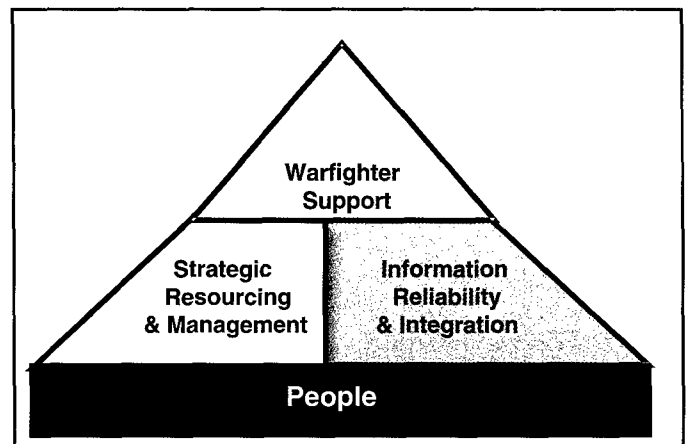 Warfighter
Support
Strategic
Resourcing
& Management
Information
Reliability
& Integration
People